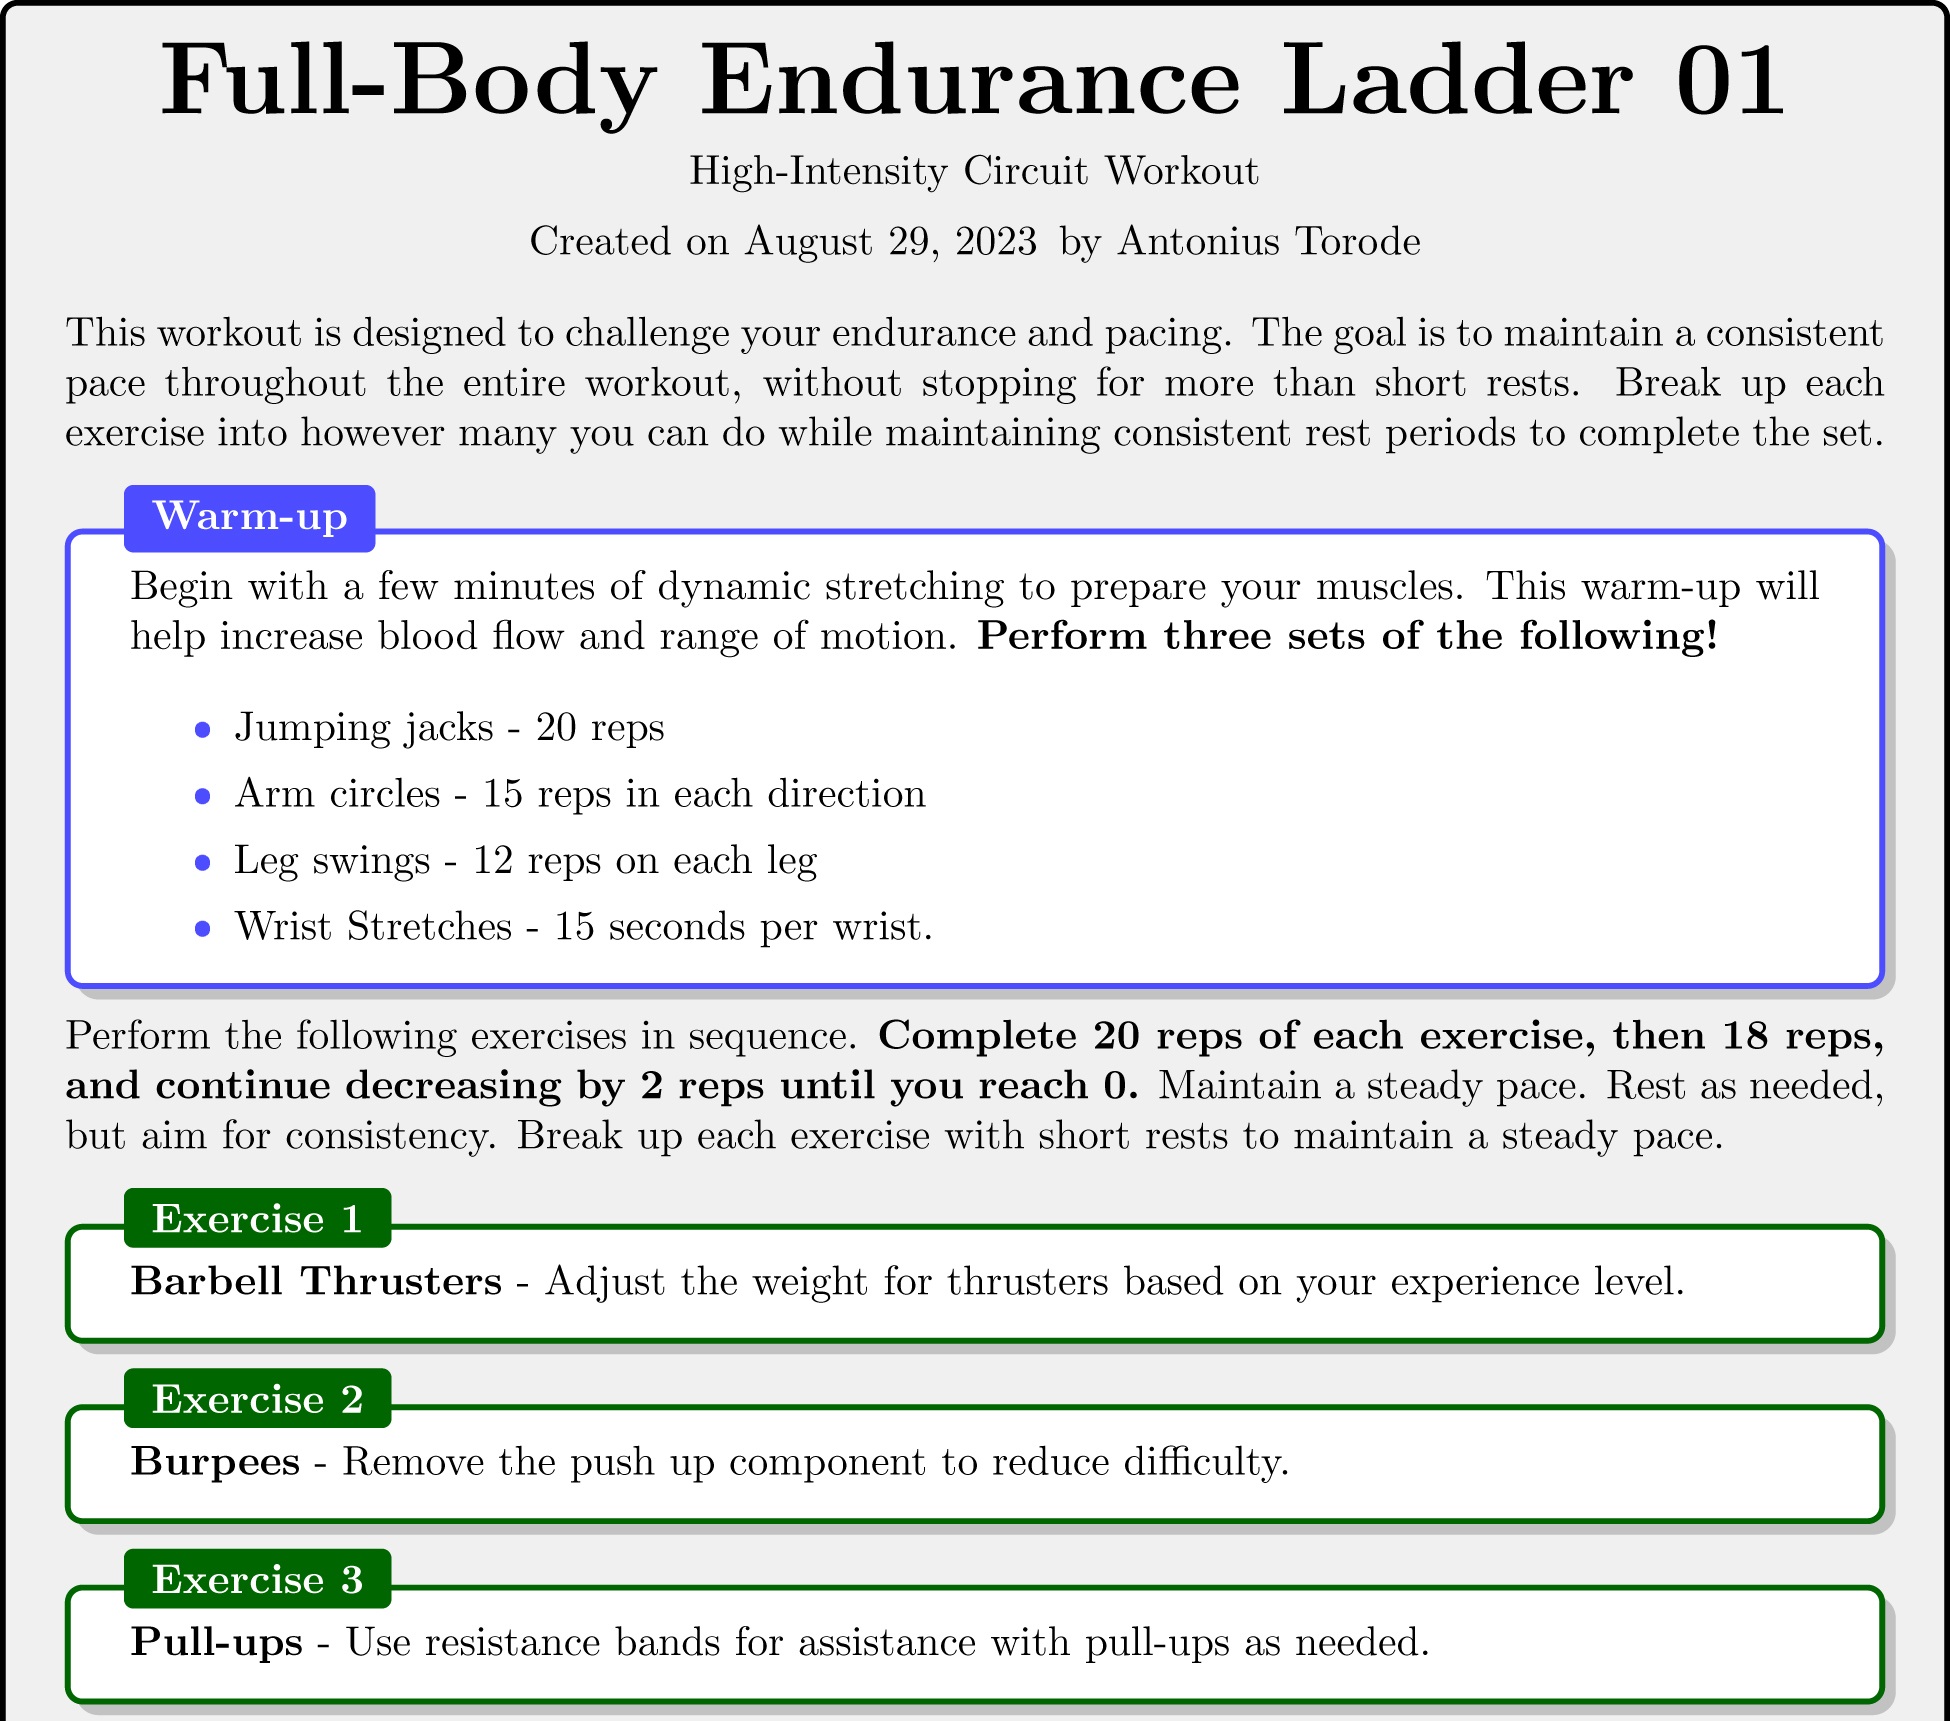 Full-Body Endurance Ladder 01
High-Intensity Circuit Workout
Created on August 29, 2023 by Antonius Torode
This workout is designed to challenge your endurance and pacing. The goal is to maintain a consistent
pace throughout the entire workout, without stopping for more than short rests. Break up each
exercise into however many you can do while maintaining consistent rest periods to complete the set.
Warm-up
Begin with a few minutes of dynamic stretching to prepare your muscles. This warm-up will
help increase blood flow and range of motion. Perform three sets of the following!
• Jumping jacks - 20 reps
• Arm circles - 15 reps in each direction
• Leg swings - 12 reps on each leg
• Wrist Stretches - 15 seconds per wrist.
Perform the following exercises in sequence. Complete 20 reps of each exercise, then 18 reps,
and continue decreasing by 2 reps until you reach 0. Maintain a steady pace. Rest as needed,
but aim for consistency. Break up each exercise with short rests to maintain a steady pace.
Exercise 1
Barbell Thrusters - Adjust the weight for thrusters based on your experience level.
Exercise 2
Burpees - Remove the push up component to reduce difficulty.
Exercise 3
Pull-ups - Use resistance bands for assistance with pull-ups as needed.